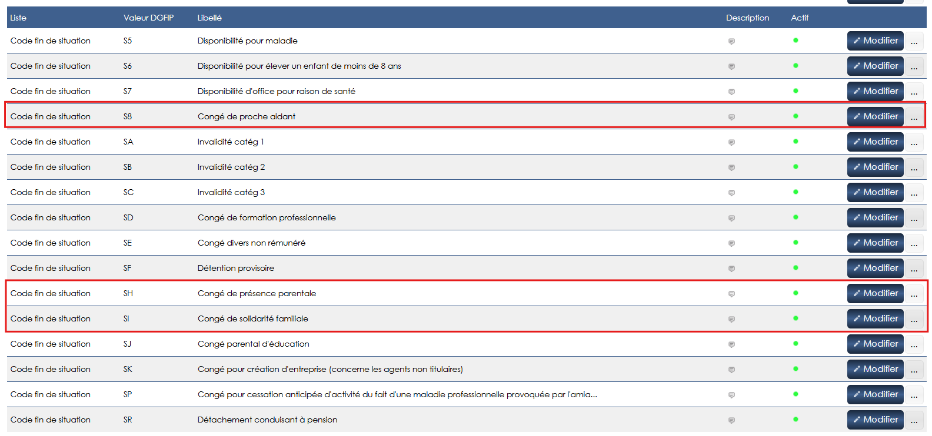 Liste Valeur DGFIP Libellé Description Actif
Code fin de situation S5 Disponibilité pour maladie Modifier ...
Code fin de situation S6 Disponibilité pour élever un enfant de moins de 8 ans Modifier ...
Code fin de situation S7 Disponibilité d'office pour raison de santé Modifier ...
Code fin de situation S8 Congé de proche aidant Modifier ...
Code fin de situation SA Invalidité catég 1 Modifier ...
Code fin de situation SB Invalidité catég 2 Modifier ...
Code fin de situation SC Invalidité catég 3 Modifier ...
Code fin de situation SD Congé de formation professionnelle Modifier ...
Code fin de situation SE Congé divers non rémunéré Modifier ...
Code fin de situation SF Détention provisoire Modifier ...
Code fin de situation SH Congé de présence parentale Modifier ...
Code fin de situation SI Congé de solidarité familiale Modifier ...
Code fin de situation SJ Congé parental d'éducation Modifier ...
Code fin de situation SK Congé pour création d'entreprise (concerne les agents non titulaires) Modifier ...
Code fin de situation SP Congé pour cessation anticipée d'activité du fait d'une maladie professionnelle provoquée par l'amia... Modifier ...
Code fin de situation SR Détachement conduisant à pension Modifier ...